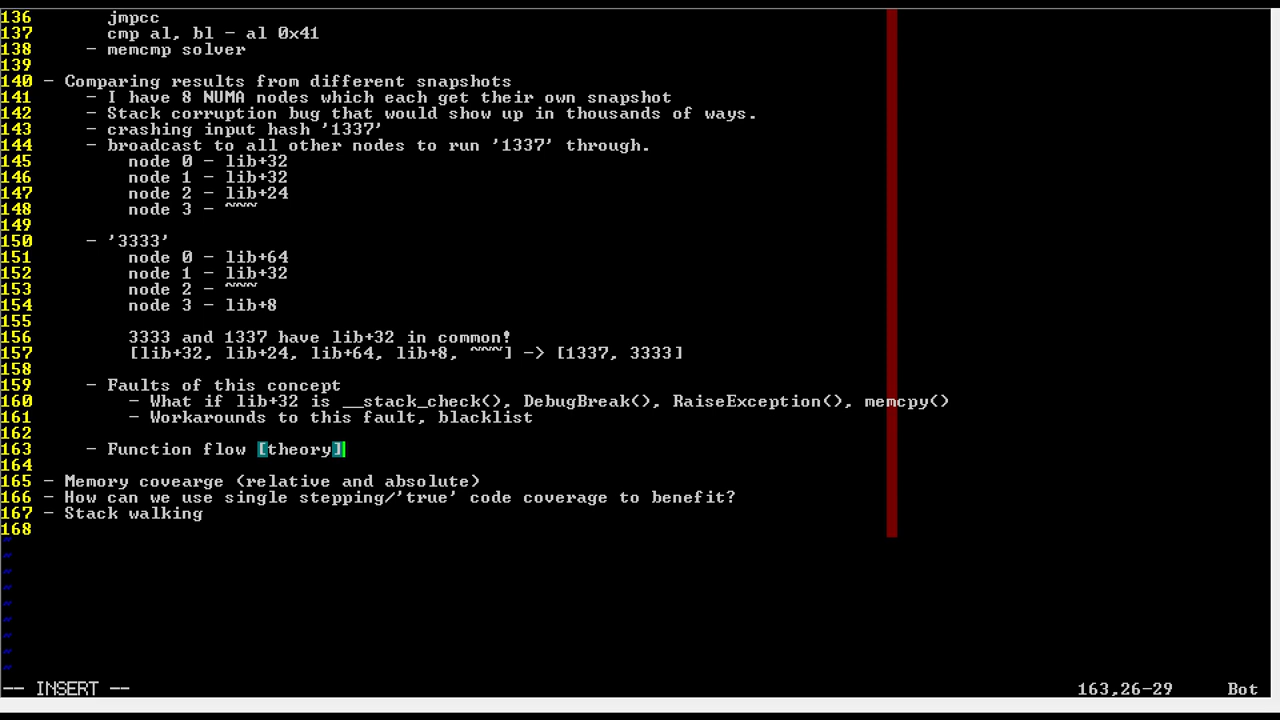 136       jmpcc
137       cmp al, bl - al 0x41
138     - memcmp solver
139
140 - Comparing results from different snapshots
141     - I have 8 NUMA nodes which each get their own snapshot
142     - Stack corruption bug that would show up in thousands of ways.
143     - crashing input hash '1337'
144     - broadcast to all other nodes to run '1337' through.
145         node 0 - lib+32
146         node 1 - lib+32
147         node 2 - lib+24
148         node 3 - ~~~
149
150     - '3333'
151         node 0 - lib+64
152         node 1 - lib+32
153         node 2 - ~~~
154         node 3 - lib+8
155
156         3333 and 1337 have lib+32 in common!
157         [lib+32, lib+24, lib+64, lib+8, ~~~] -> [1337, 3333]
158
159     - Faults of this concept
160         - What if lib+32 is __stack_check(), DebugBreak(), RaiseException(), memcpy()
161         - Workarounds to this fault, blacklist
162
163     - Function flow [theory]
164
165 - Memory covearge (relative and absolute)
166 - How can we use single stepping/'true' code coverage to benefit?
167 - Stack walking
168
~
~
~
~
~
~
~
~
~
-- INSERT -- 163,26-29 Bot